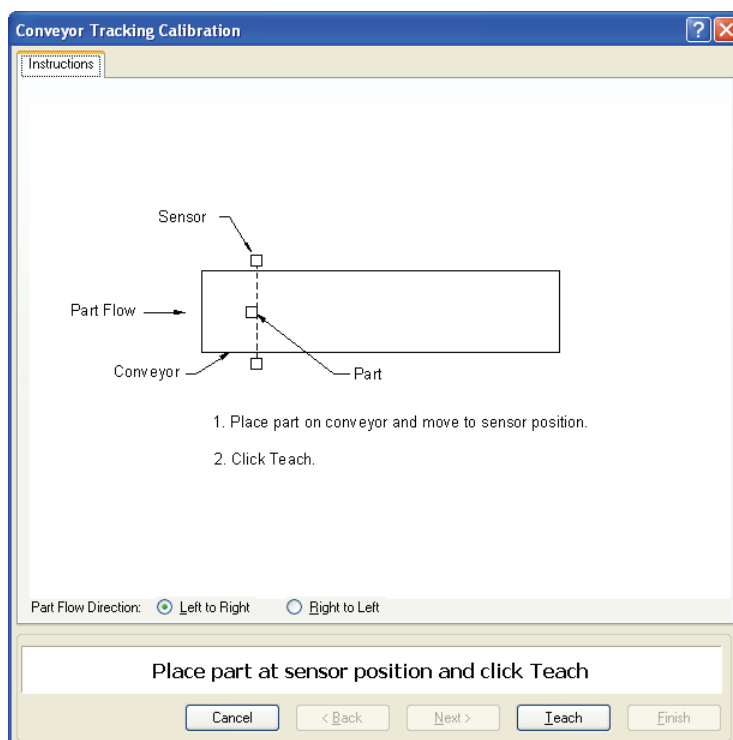 Conveyor Tracking Calibration
Instructions
Sensor
Part Flow
Conveyor
Part
1. Place part on conveyor and move to sensor position.
2. Click Teach.
Part Flow Direction: Left to Right Right to Left
Place part at sensor position and click Teach
Cancel < Back Next > Teach Finish